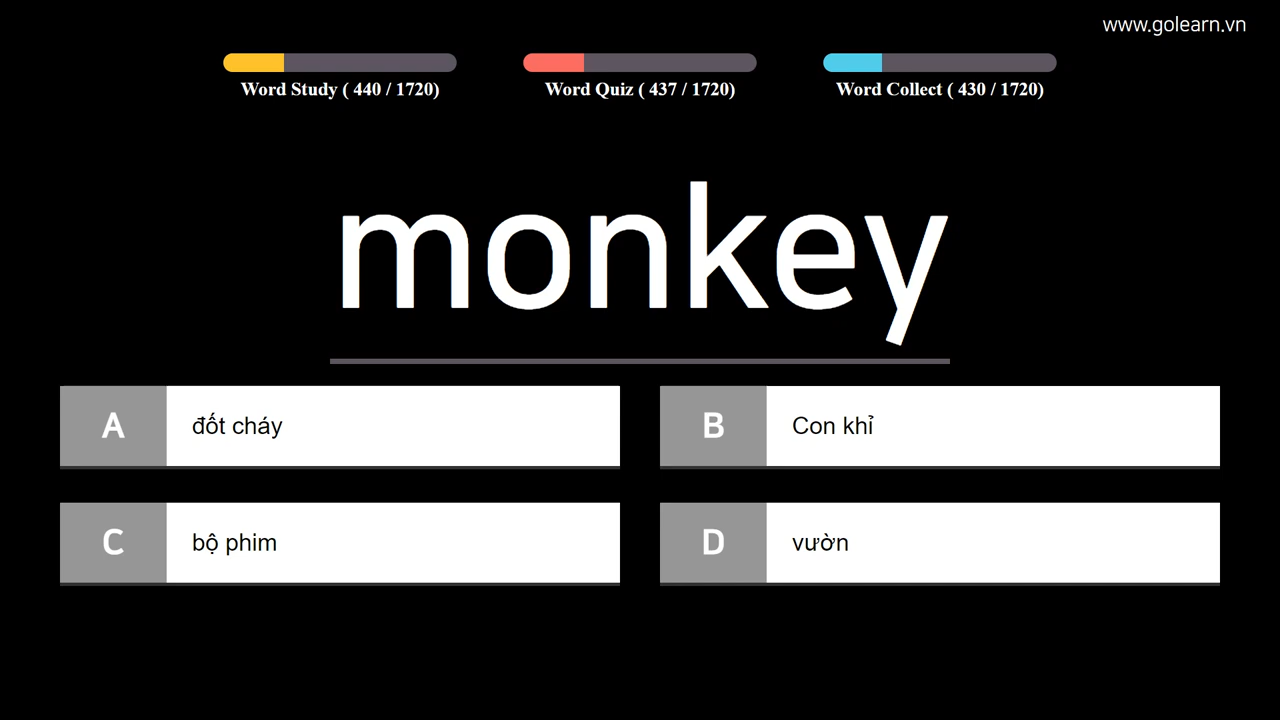 www.golearn.vn
Word Study ( 440 / 1720)
Word Quiz ( 437 / 1720)
Word Collect ( 430 / 1720)
monkey
A đốt cháy
B Con khỉ
C bộ phim
D vườn